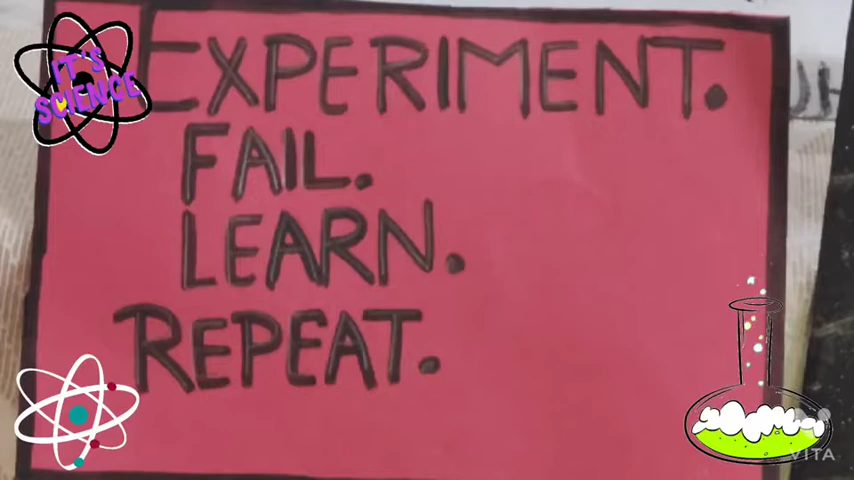 IT'S
SCIENCE
EXPERIMENT.
FAIL.
LEARN.
REPEAT.
VITA